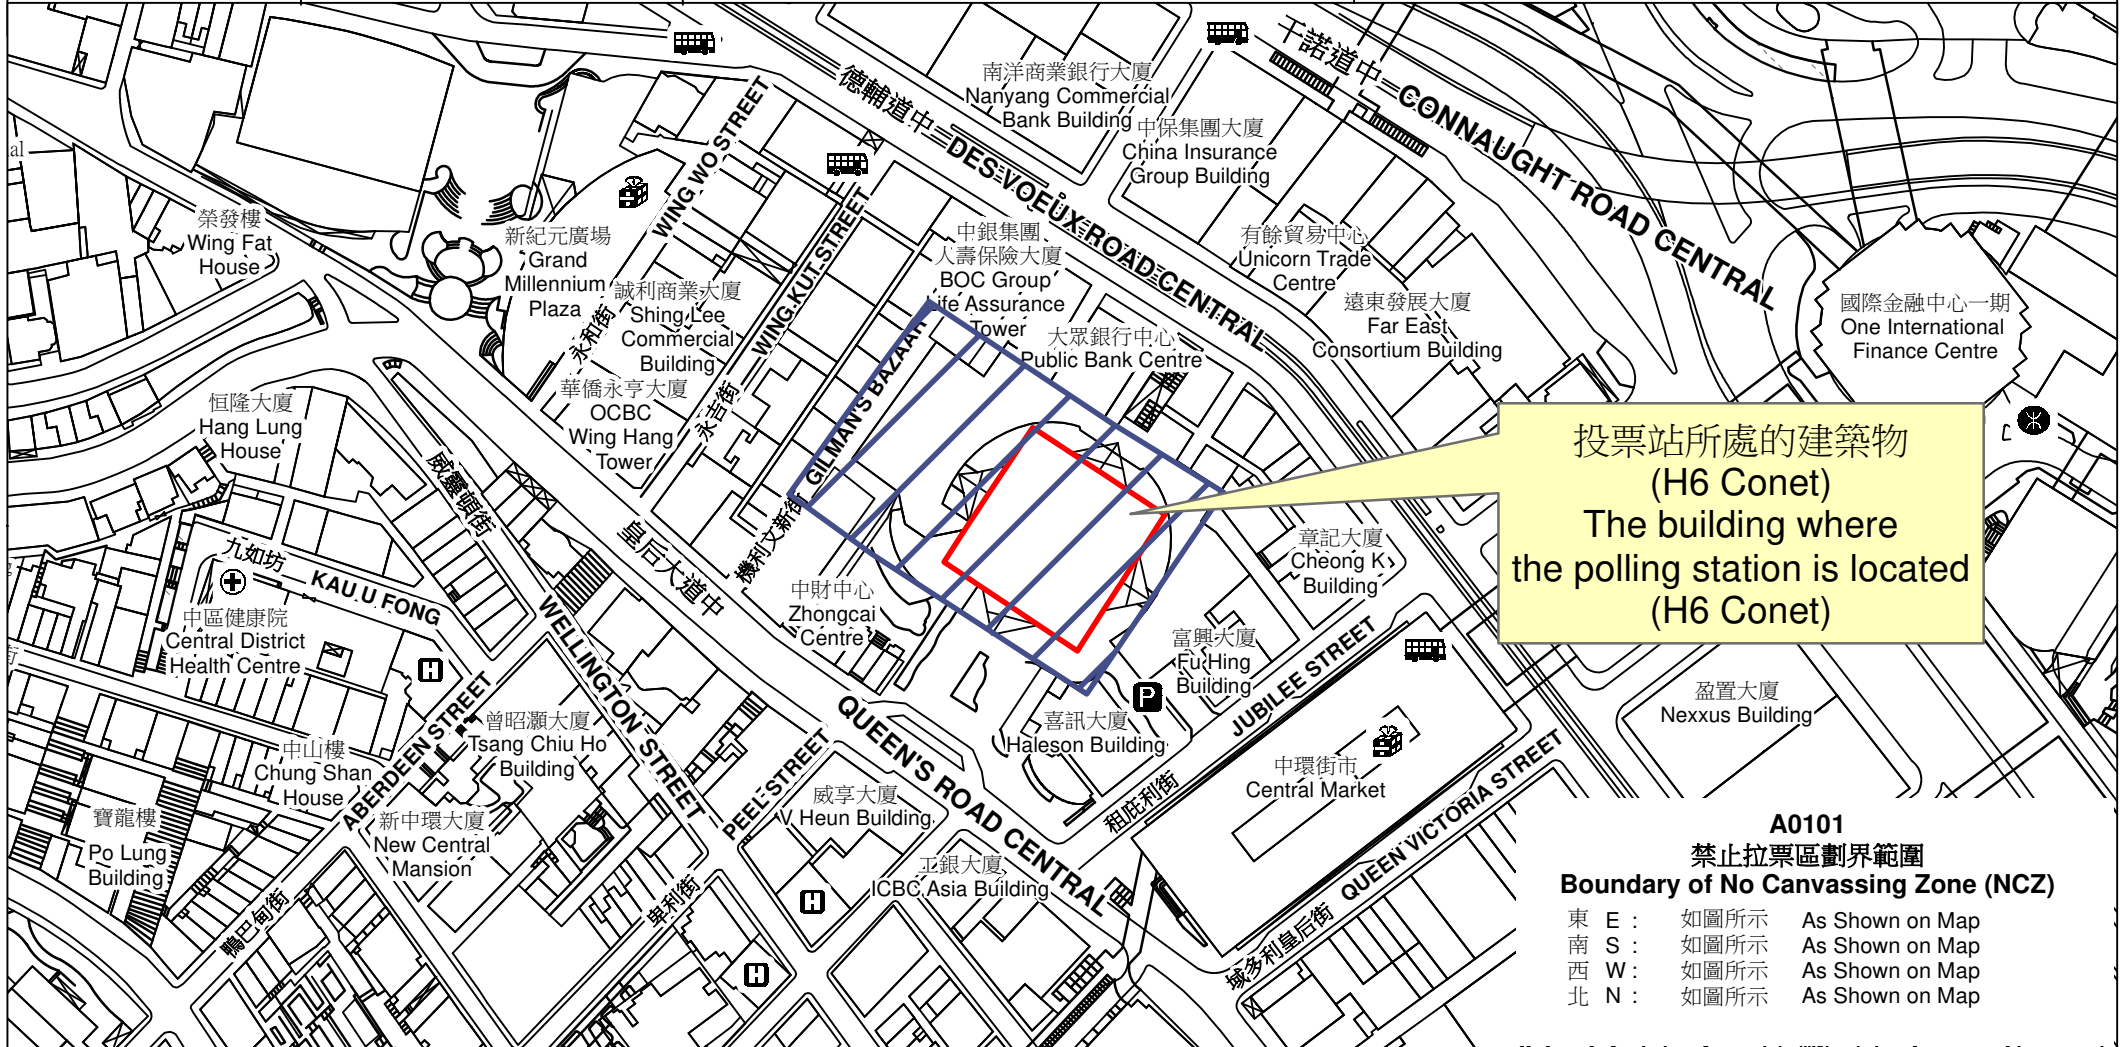 德輔道中
DES VOEUX ROAD CENTRAL
干諾道中
CONNAUGHT ROAD CENTRAL
南洋商業銀行大廈
Nanyang Commercial
Bank Building
中保集團大廈
China Insurance
Group Building
al
榮發樓
Wing Fat
House
新紀元廣場
Grand
Millennium
Plaza
WING WO STREET
永和街
誠利商業大廈
Shing Lee
Commercial
Building
WING KUT STREET
永吉街
中銀集團
人壽保險大廈
BOC Group
Life Assurance
Tower
有餘貿易中心
Unicorn Trade
Centre
遠東發展大廈
Far East
Consortium Building
國際金融中心一期
One International
Finance Centre
大眾銀行中心
Public Bank Centre
GILMAN'S BAZAAR
機利文新街
華僑永亨大廈
OCBC
Wing Hang
Tower
恒隆大廈
Hang Lung
House
威靈頓街
WELLINGTON STREET
皇后大道中
QUEEN'S ROAD CENTRAL
投票站所處的建築物
(H6 Conet)
The building where
the polling station is located
(H6 Conet)
章記大廈
Cheong K
Building
九如坊
KAU U FONG
中區健康院
Central District
Health Centre
中財中心
Zhongcai
Centre
富興大廈
Fu Hing
Building
JUBILEE STREET
租庇利街
盈置大廈
Nexxus Building
喜訊大廈
Haleson Building
P
H
曾昭灝大廈
Tsang Chiu Ho
Building
中山樓
Chung Shan
House
ABERDEEN STREET
鴨巴甸街
新中環大廈
New Central
Mansion
寶龍樓
Po Lung
Building
街
PEEL STREET
卑利街
威享大廈
V Heun Building
工銀大廈
ICBC Asia Building
中環街市
Central Market
QUEEN VICTORIA STREET
域多利皇后街
H
H
A0101
禁止拉票區劃界範圍
Boundary of No Canvassing Zone (NCZ)
東 E : 如圖所示 As Shown on Map
南 S : 如圖所示 As Shown on Map
西 W : 如圖所示 As Shown on Map
北 N : 如圖所示 As Shown on Map